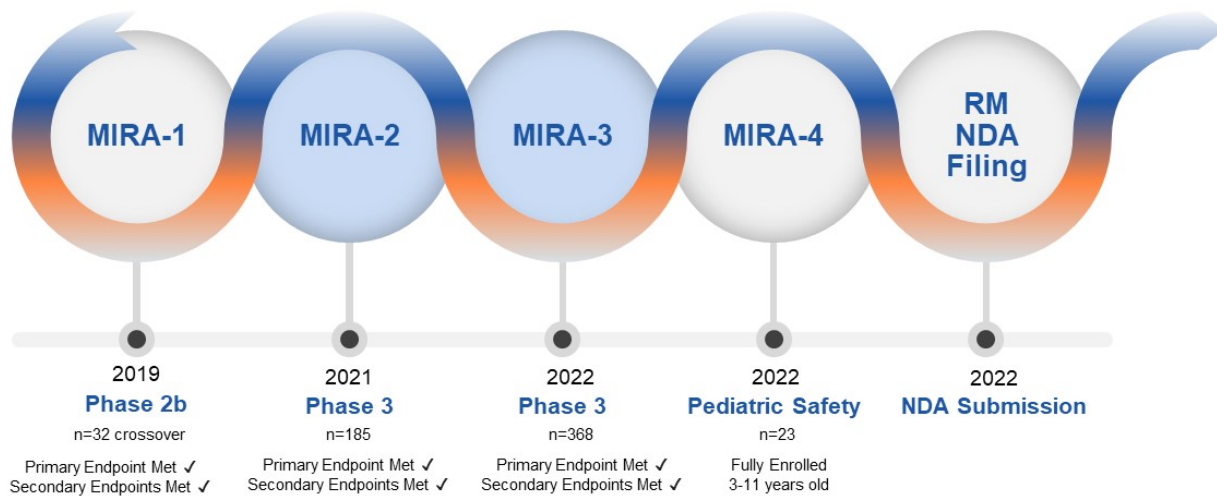 MIRA-1
MIRA-2
MIRA-3
MIRA-4
RM
NDA
Filing
2019
Phase 2b
n=32 crossover
Primary Endpoint Met ✓
Secondary Endpoints Met ✓
2021
Phase 3
n=185
Primary Endpoint Met ✓
Secondary Endpoints Met ✓
2022
Phase 3
n=368
Primary Endpoint Met ✓
Secondary Endpoints Met ✓
2022
Pediatric Safety
n=23
Fully Enrolled
3-11 years old
2022
NDA Submission